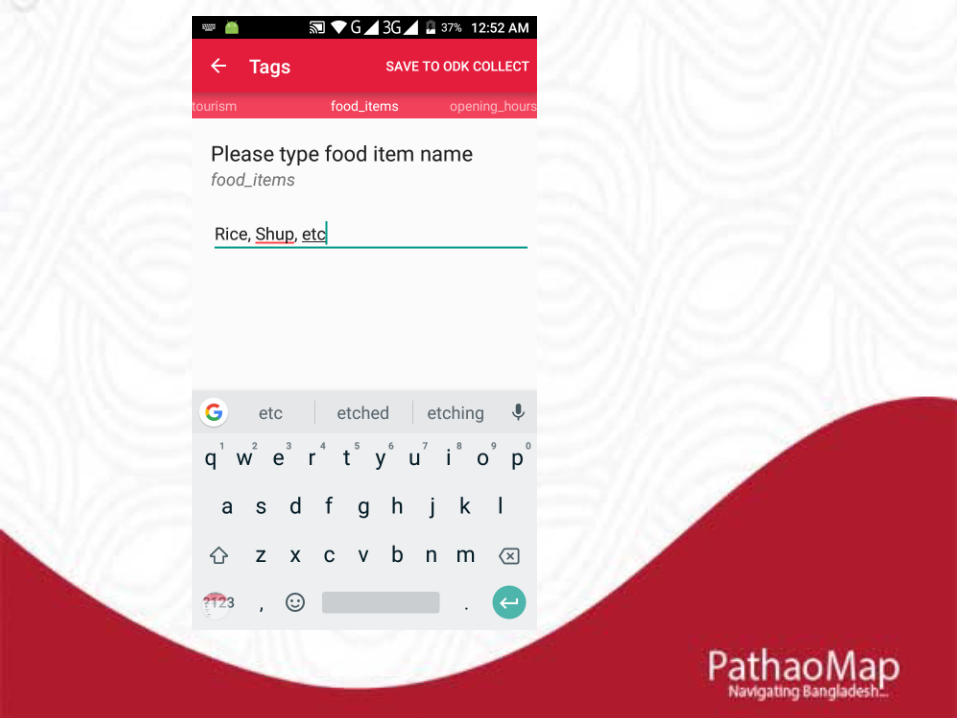 G 3G 37% 12:52 AM
Tags SAVE TO ODK COLLECT
tourism food_items opening_hours
Please type food item name
food_items
Rice, Shup, etc
G etc etched etching
1 2 3 4 5 6 7 8 9 0
q w e r t y u i o p
a s d f g h j k l
z x c v b n m
?123 , .
PathaoMap
Navigating Bangladesh...